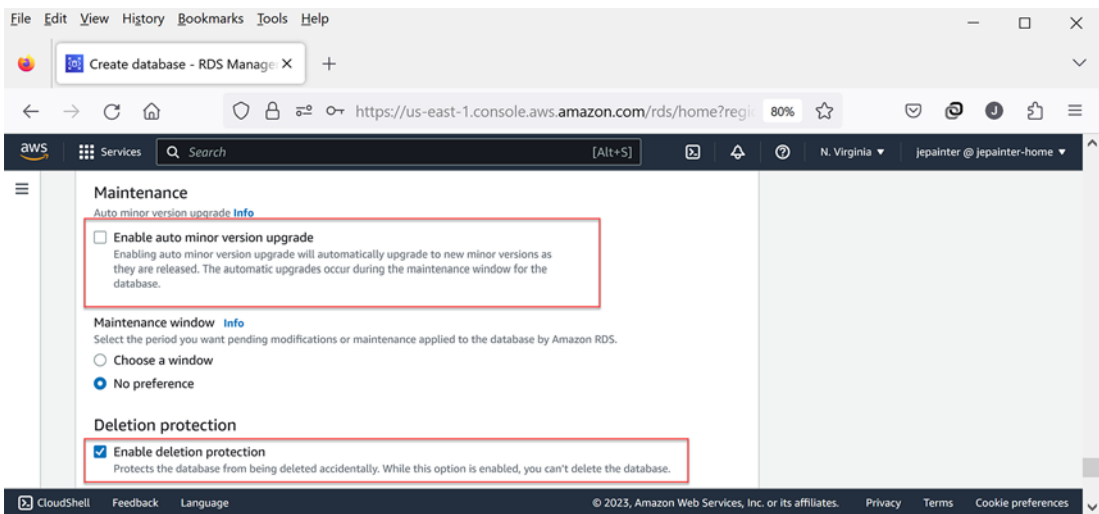 File Edit View History Bookmarks Tools Help
Create database - RDS Manage
https://us-east-1.console.aws.amazon.com/rds/home?regi 80%
aws Services Search [Alt+S] N. Virginia jepainter @ jepainter-home
Maintenance
Auto minor version upgrade Info
Enable auto minor version upgrade
Enabling auto minor version upgrade will automatically upgrade to new minor versions as
they are released. The automatic upgrades occur during the maintenance window for the
database.
Maintenance window Info
Select the period you want pending modifications or maintenance applied to the database by Amazon RDS.
Choose a window
No preference
Deletion protection
Enable deletion protection
Protects the database from being deleted accidentally. While this option is enabled, you can't delete the database.
CloudShell Feedback Language © 2023, Amazon Web Services, Inc. or its affiliates. Privacy Terms Cookie preferences